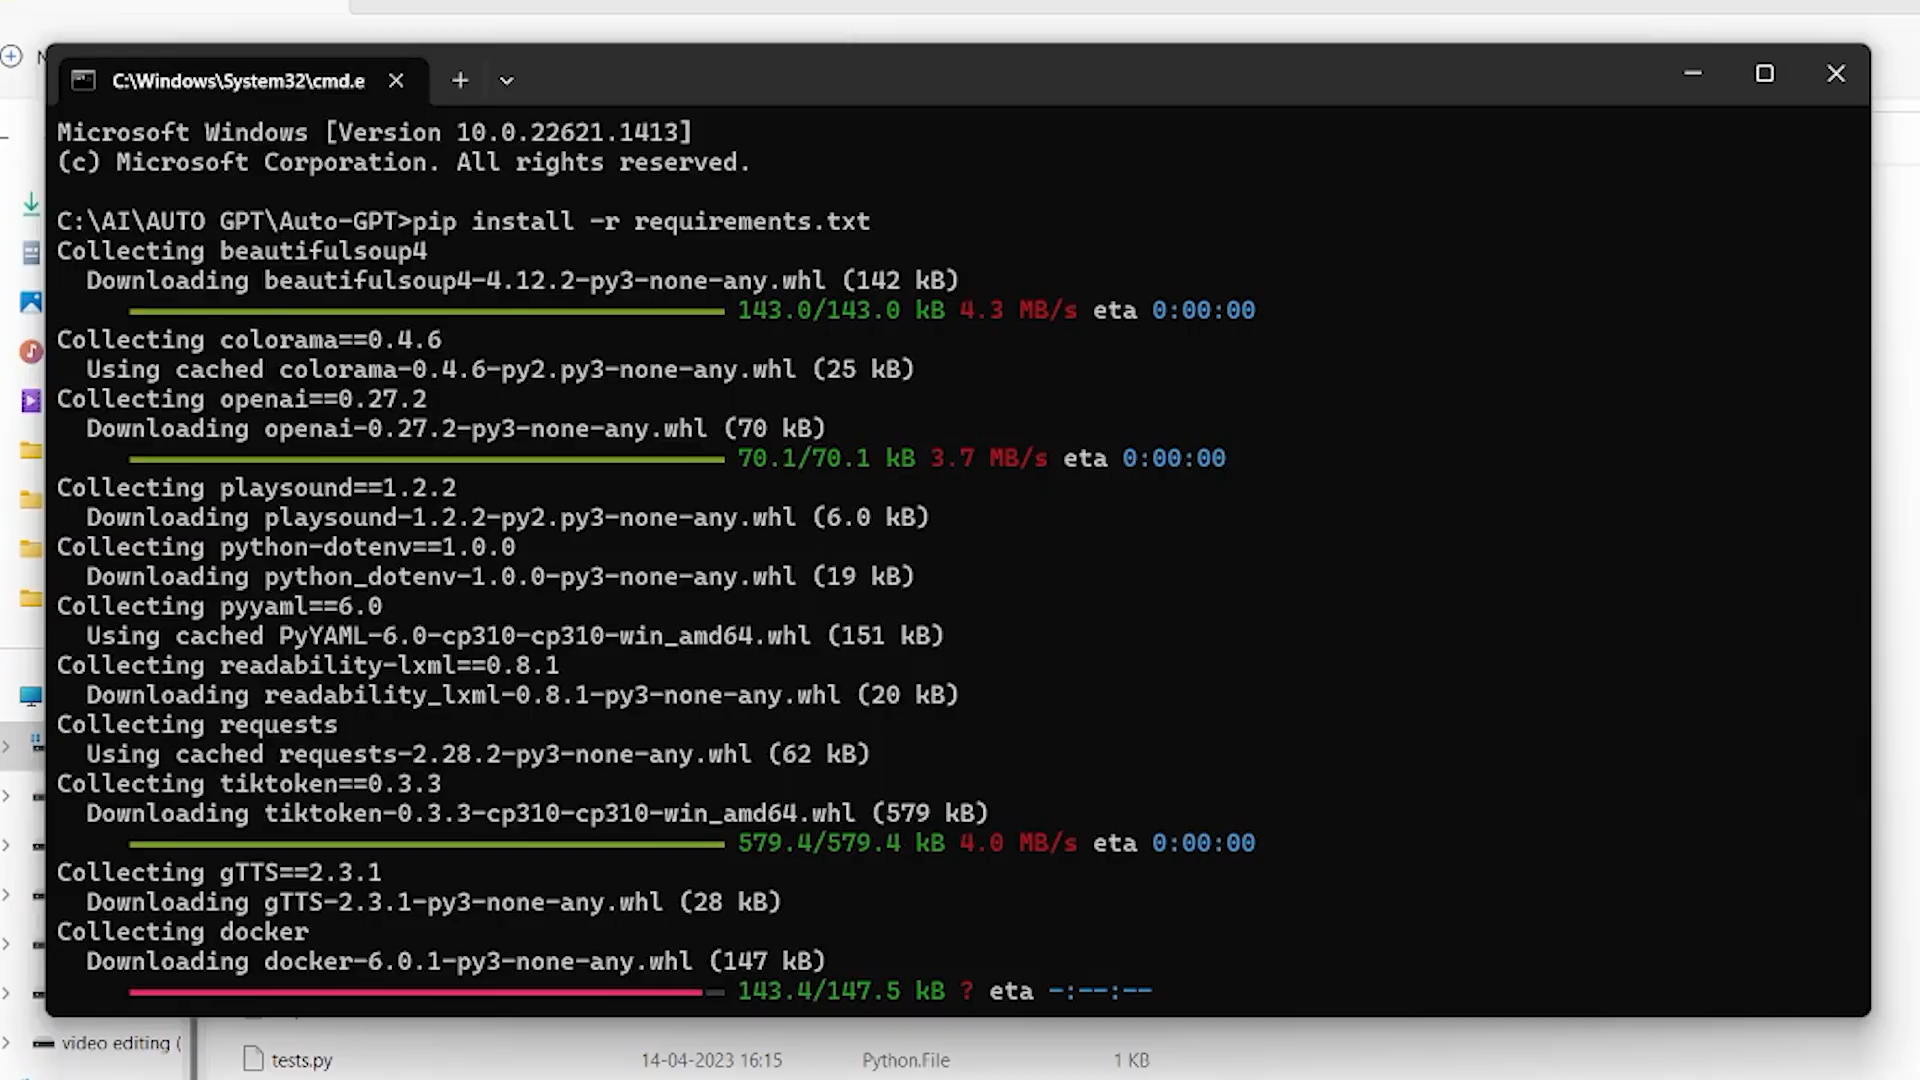 C:\Windows\System32\cmd.e
Microsoft Windows [Version 10.0.22621.1413]
(c) Microsoft Corporation. All rights reserved.
C:\AI\AUTO GPT\Auto-GPT>pip install -r requirements.txt
Collecting beautifulsoup4
Downloading beautifulsoup4-4.12.2-py3-none-any.whl (142 kB)
143.0/143.0 kB 4.3 MB/s eta 0:00:00
Collecting colorama==0.4.6
Using cached colorama-0.4.6-py2.py3-none-any.whl (25 kB)
Collecting openai==0.27.2
Downloading openai-0.27.2-py3-none-any.whl (70 kB)
70.1/70.1 kB 3.7 MB/s eta 0:00:00
Collecting playsound==1.2.2
Downloading playsound-1.2.2-py2.py3-none-any.whl (6.0 kB)
Collecting python-dotenv==1.0.0
Downloading python_dotenv-1.0.0-py3-none-any.whl (19 kB)
Collecting pyyaml==6.0
Using cached PyYAML-6.0-cp310-cp310-win_amd64.whl (151 kB)
Collecting readability-lxml==0.8.1
Downloading readability_lxml-0.8.1-py3-none-any.whl (20 kB)
Collecting requests
Using cached requests-2.28.2-py3-none-any.whl (62 kB)
Collecting tiktoken==0.3.3
Downloading tiktoken-0.3.3-cp310-cp310-win_amd64.whl (579 kB)
579.4/579.4 kB 4.0 MB/s eta 0:00:00
Collecting gTTS==2.3.1
Downloading gTTS-2.3.1-py3-none-any.whl (28 kB)
Collecting docker
Downloading docker-6.0.1-py3-none-any.whl (147 kB)
143.4/147.5 kB ? eta -:--:--
video editing (
tests.py 14-04-2023 16:15 Python.File 1 KB